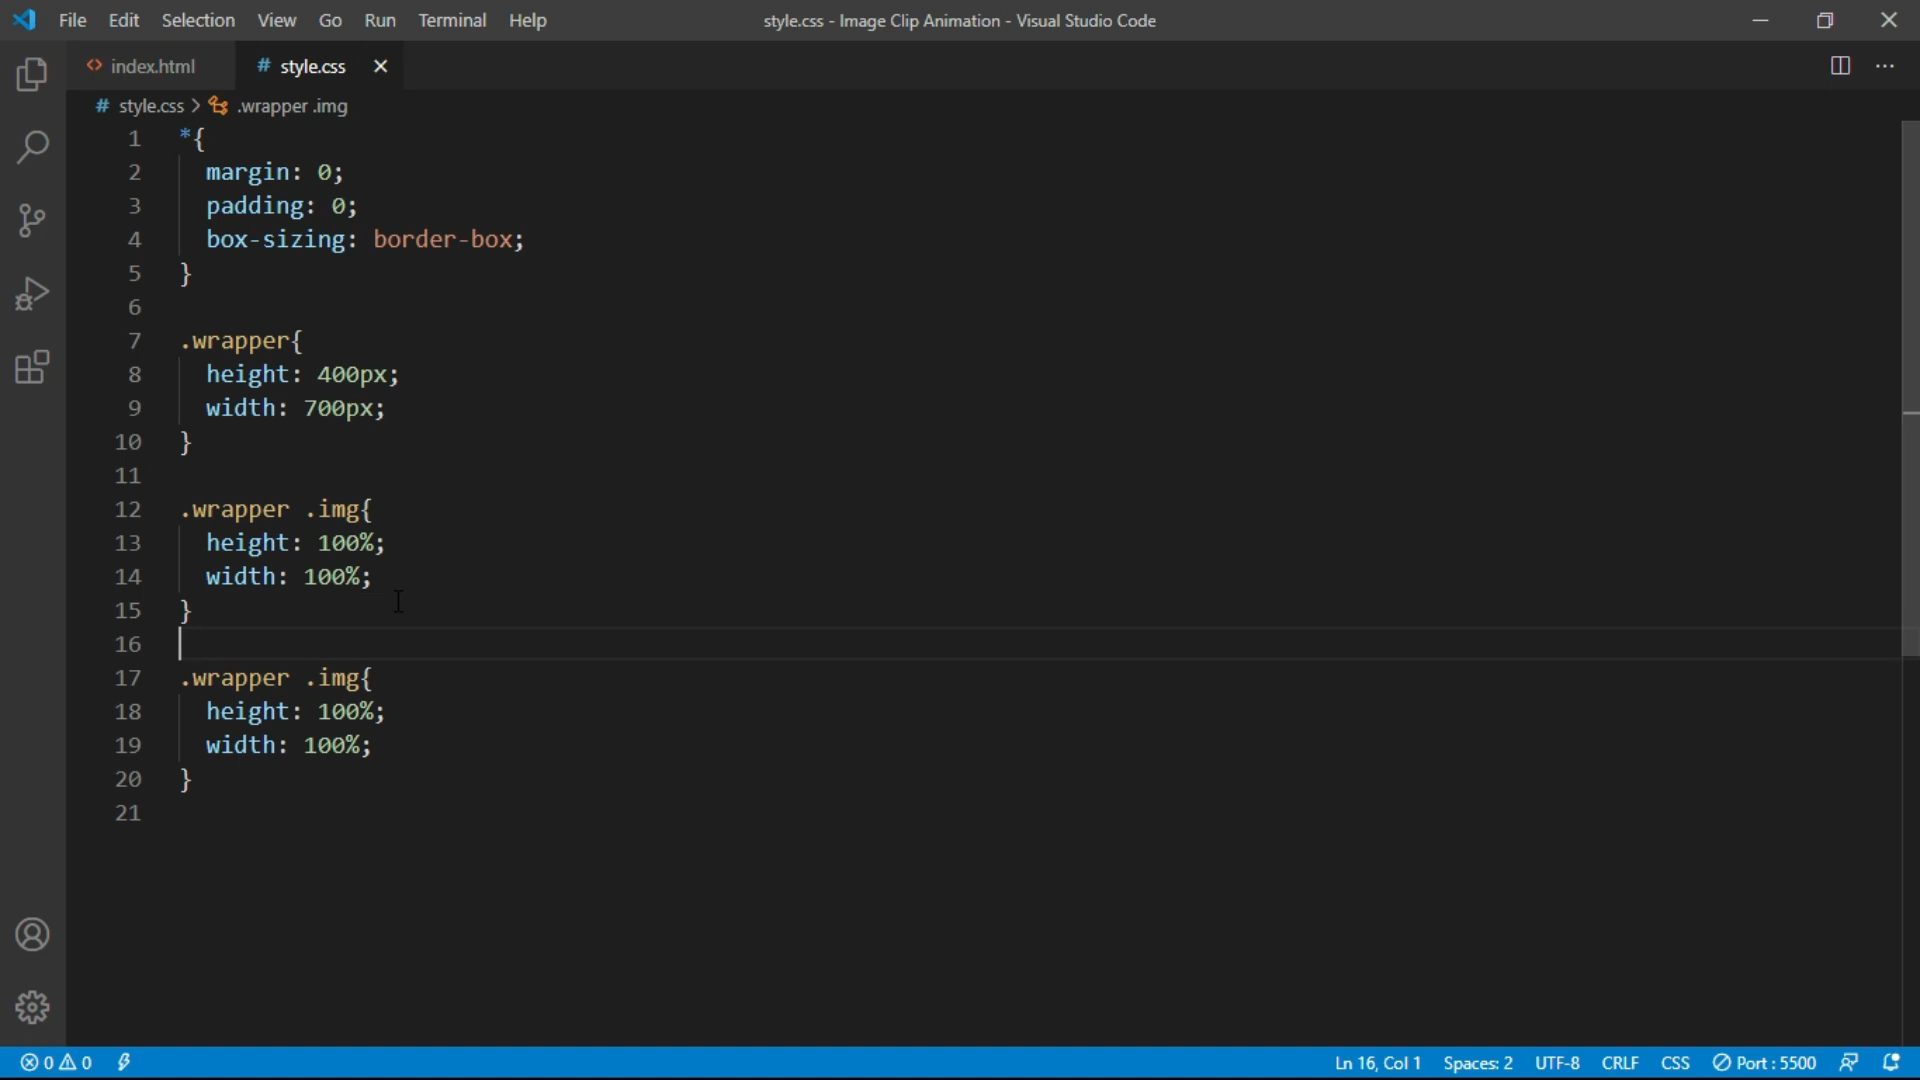 File Edit Selection View Go Run Terminal Help
style.css - Image Clip Animation - Visual Studio Code
<> index.html
# style.css ×
# style.css > .wrapper .img
1 *{
2 margin: 0;
3 padding: 0;
4 box-sizing: border-box;
5 }
6
7 .wrapper{
8 height: 400px;
9 width: 700px;
10 }
11
12 .wrapper .img{
13 height: 100%;
14 width: 100%;
15 }
16
17 .wrapper .img{
18 height: 100%;
19 width: 100%;
20 }
21
0 0
Ln 16, Col 1 Spaces: 2 UTF-8 CRLF CSS Port : 5500